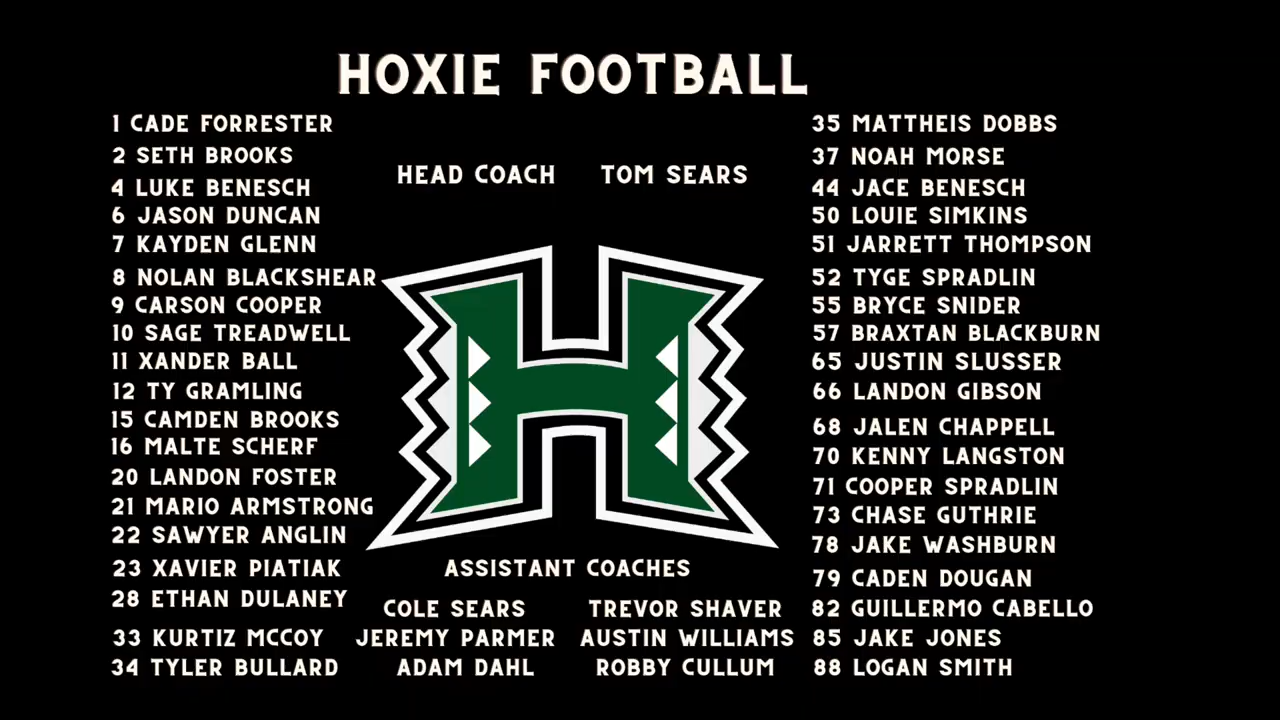 HOXIE FOOTBALL
1 CADE FORRESTER
2 SETH BROOKS
4 LUKE BENESCH
6 JASON DUNCAN
7 KAYDEN GLENN
8 NOLAN BLACKSHEAR
9 CARSON COOPER
10 SAGE TREADWELL
11 XANDER BALL
12 TY GRAMLING
15 CAMDEN BROOKS
16 MALTE SCHERF
20 LANDON FOSTER
21 MARIO ARMSTRONG
22 SAWYER ANGLIN
23 XAVIER PIATIAK
28 ETHAN DULANEY
33 KURTIZ MCCOY
34 TYLER BULLARD
HEAD COACH TOM SEARS
H
ASSISTANT COACHES
COLE SEARS TREVOR SHAVER
JEREMY PARMER AUSTIN WILLIAMS
ADAM DAHL ROBBY CULLUM
35 MATTHEIS DOBBS
37 NOAH MORSE
44 JACE BENESCH
50 LOUIE SIMKINS
51 JARRETT THOMPSON
52 TYGE SPRADLIN
55 BRYCE SNIDER
57 BRAXTAN BLACKBURN
65 JUSTIN SLUSSER
66 LANDON GIBSON
68 JALEN CHAPPELL
70 KENNY LANGSTON
71 COOPER SPRADLIN
73 CHASE GUTHRIE
78 JAKE WASHBURN
79 CADEN DOUGAN
82 GUILLERMO CABELLO
85 JAKE JONES
88 LOGAN SMITH